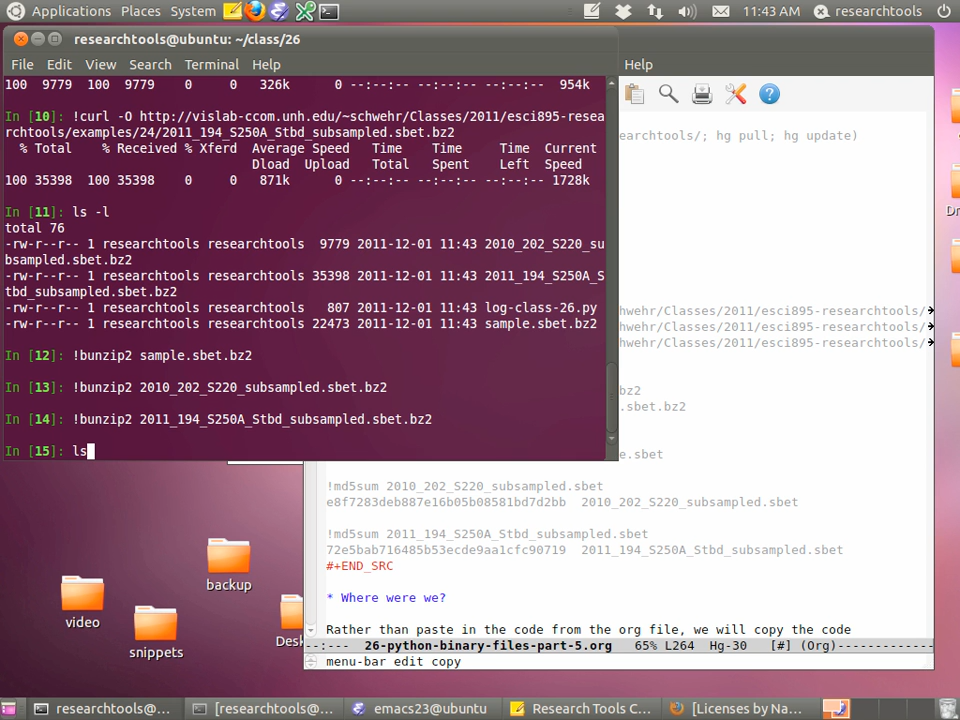 Applications Places System 11:43 AM researchtools
researchtools@ubuntu: ~/class/26
File Edit View Search Terminal Help
100 9779 100 9779 0 0 326k 0 --:--:-- --:--:-- --:--:-- 954k
In [10]: !curl -O http://vislab-ccom.unh.edu/~schwehr/Classes/2011/esci895-resea
rchtools/examples/24/2011_194_S250A_Stbd_subsampled.sbet.bz2
% Total % Received % Xferd Average Speed Time Time Time Current
Dload Upload Total Spent Left Speed
100 35398 100 35398 0 0 871k 0 --:--:-- --:--:-- --:--:-- 1728k
In [11]: ls -l
total 76
-rw-r--r-- 1 researchtools researchtools 9779 2011-12-01 11:43 2010_202_S220_su
bsampled.sbet.bz2
-rw-r--r-- 1 researchtools researchtools 35398 2011-12-01 11:43 2011_194_S250A_S
tbd_subsampled.sbet.bz2
-rw-r--r-- 1 researchtools researchtools 807 2011-12-01 11:43 log-class-26.py
-rw-r--r-- 1 researchtools researchtools 22473 2011-12-01 11:43 sample.sbet.bz2
In [12]: !bunzip2 sample.sbet.bz2
In [13]: !bunzip2 2010_202_S220_subsampled.sbet.bz2
In [14]: !bunzip2 2011_194_S250A_Stbd_subsampled.sbet.bz2
In [15]: ls
Help
earchtools/; hg pull; hg update)
hwehr/Classes/2011/esci895-researchtools/
hwehr/Classes/2011/esci895-researchtools/
hwehr/Classes/2011/esci895-researchtools/
bz2
.sbet.bz2
e.sbet
!md5sum 2010_202_S220_subsampled.sbet
e8f7283deb887e16b05b08581bd7d2bb 2010_202_S220_subsampled.sbet
!md5sum 2011_194_S250A_Stbd_subsampled.sbet
72e5bab716485b53ecde9aa1cfc90719 2011_194_S250A_Stbd_subsampled.sbet
#+END_SRC
* Where were we?
Rather than paste in the code from the org file, we will copy the code
--:--- 26-python-binary-files-part-5.org 65% L264 Hg-30 [#] (Org)-------------
menu-bar edit copy
backup
video
snippets
Desk
Dr
researchtools@... [researchtools@... emacs23@ubuntu Research Tools C... [Licenses by Na...